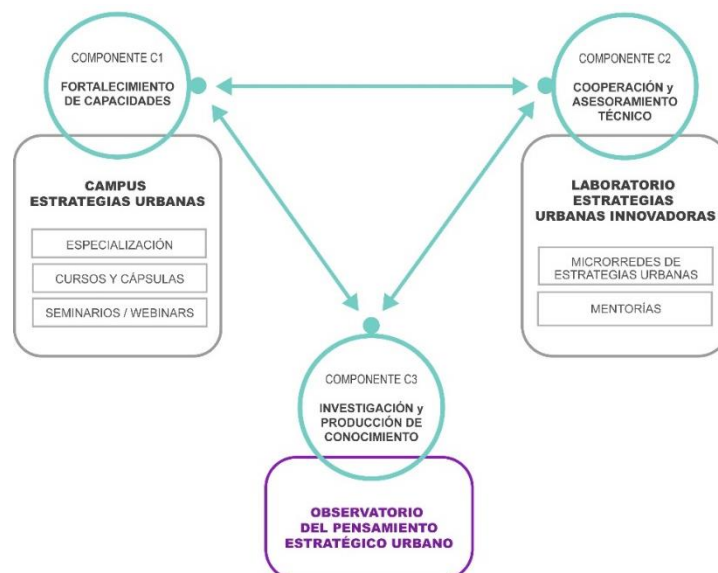 COMPONENTE C1
FORTALECIMIENTO
DE CAPACIDADES
CAMPUS
ESTRATEGIAS URBANAS
ESPECIALIZACIÓN
CURSOS Y CÁPSULAS
SEMINARIOS / WEBINARS
COMPONENTE C2
COOPERACIÓN y
ASESORAMIENTO
TÉCNICO
LABORATORIO
ESTRATEGIAS
URBANAS INNOVADORAS
MICRORREDES DE
ESTRATEGIAS URBANAS
MENTORÍAS
COMPONENTE C3
INVESTIGACIÓN y
PRODUCCIÓN DE
CONOCIMIENTO
OBSERVATORIO
DEL PENSAMIENTO
ESTRATÉGICO URBANO